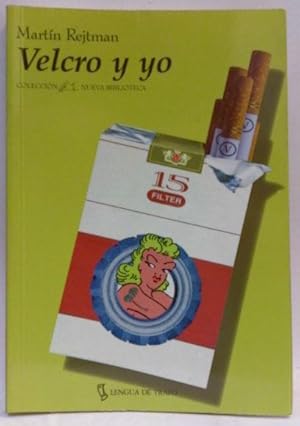 Martín Rejtman
Velcro y yo
COLECCIÓN NUEVA BIBLIOTECA
15
FILTER
LENGUA DE TRAPO